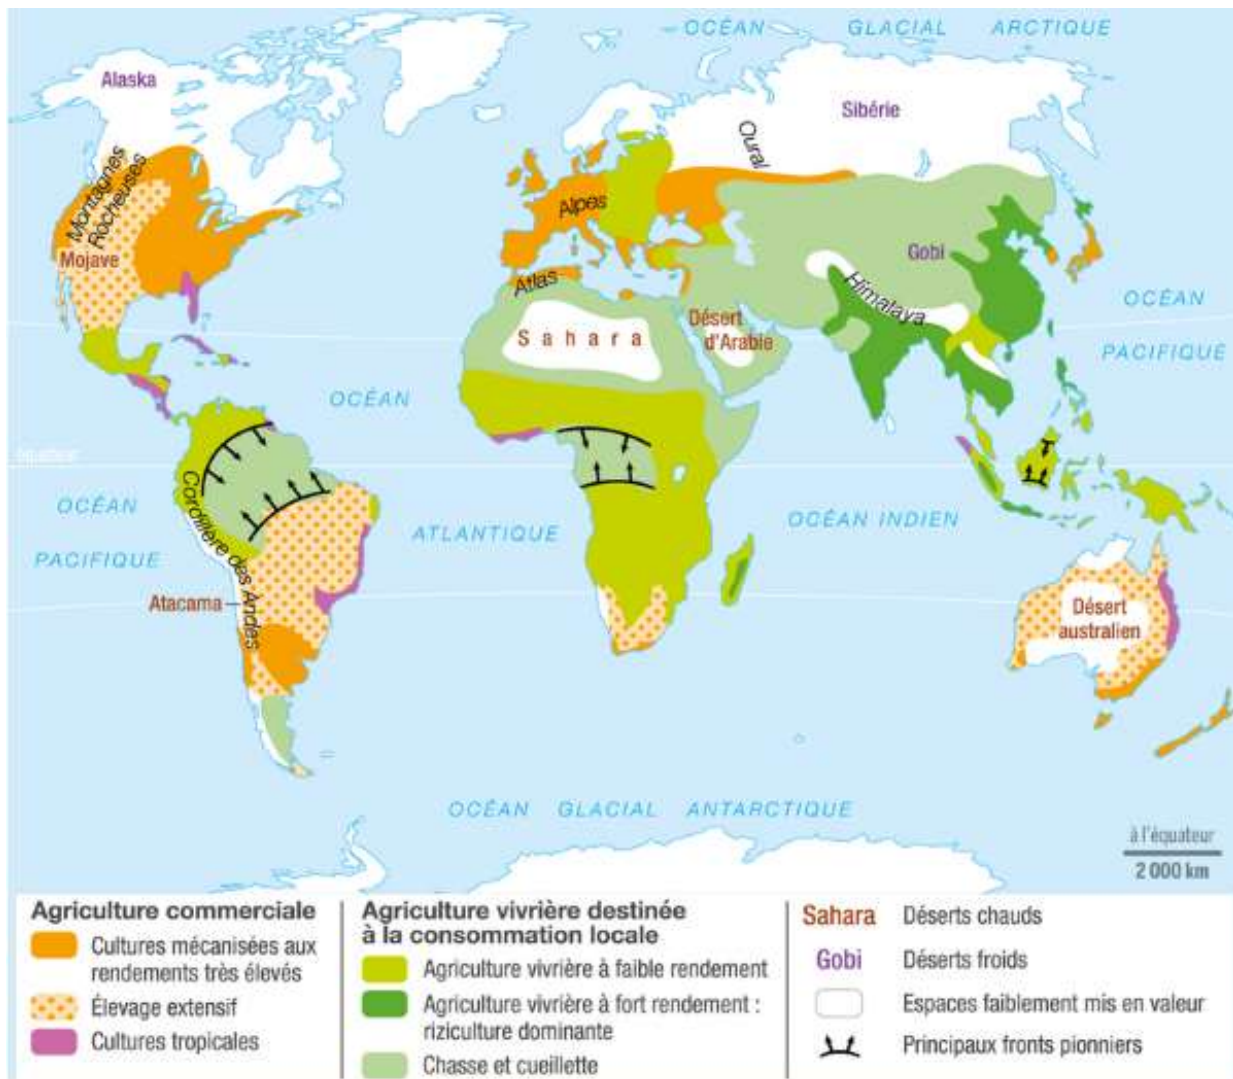 OCÉAN GLACIAL ARCTIQUE
Alaska
Sibérie
Oural
Montagnes
Rocheuses
Alpes
Mojave
Gobi
Atlas
Himalaya
OCÉAN
PACIFIQUE
Sahara
Désert
d'Arabie
OCÉAN
équateur
Cordillère des Andes
OCÉAN
PACIFIQUE
ATLANTIQUE
OCÉAN INDIEN
Atacama
Désert
australien
OCÉAN GLACIAL ANTARCTIQUE
à l'équateur
2 000 km
Agriculture commerciale
Cultures mécanisées aux
rendements très élevés
Élevage extensif
Cultures tropicales
Agriculture vivrière destinée
à la consommation locale
Agriculture vivrière à faible rendement
Agriculture vivrière à fort rendement :
riziculture dominante
Chasse et cueillette
Sahara Déserts chauds
Gobi Déserts froids
Espaces faiblement mis en valeur
Principaux fronts pionniers